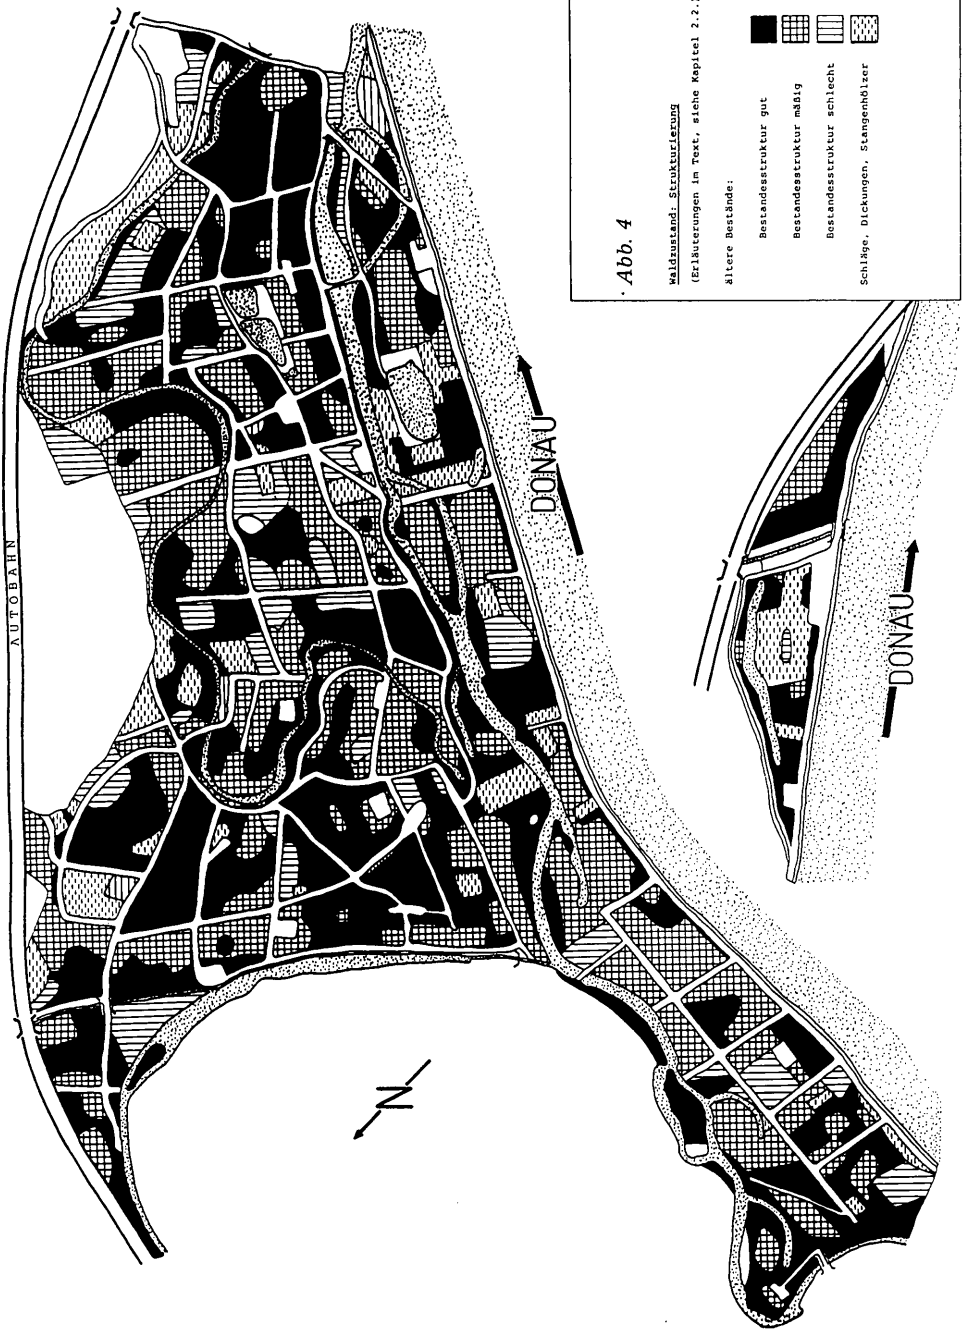 AUTOBAHN
DONAU
DONAU
N
· Abb. 4
Waldzustand: Strukturierung
(Erläuterungen im Text, siehe Kapitel 2.2.
ältere Bestände:
Bestandesstruktur gut
Bestandesstruktur mäßig
Bestandesstruktur schlecht
Schläge, Dickungen, Stangenhölzer